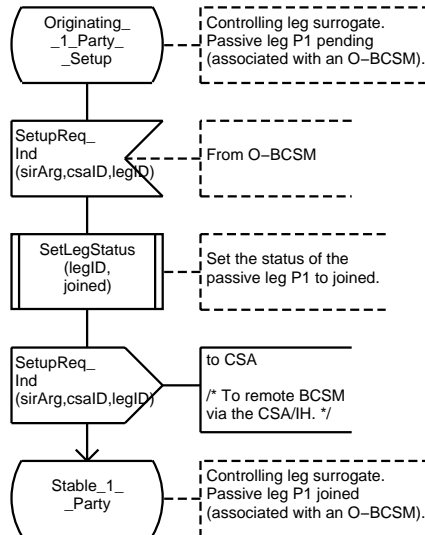 Originating_
_1_Party_
_Setup
Controlling leg surrogate.
Passive leg P1 pending
(associated with an O−BCSM).
SetupReq_
Ind
(sirArg,csaID,legID)
From O−BCSM
SetLegStatus
(legID,
joined)
Set the status of the
passive leg P1 to joined.
SetupReq_
Ind
(sirArg,csaID,legID)
to CSA
/* To remote BCSM
via the CSA/IH. */
Stable_1_
_Party
Controlling leg surrogate.
Passive leg P1 joined
(associated with an O−BCSM).